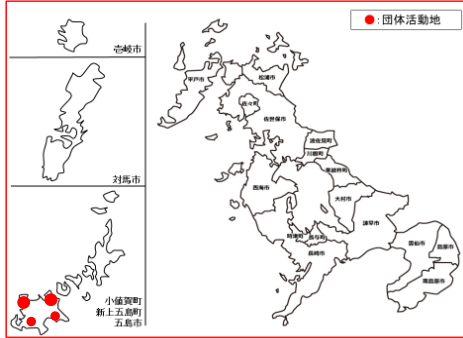 ●:団体活動地
壱岐市
対馬市
小値賀町
新上五島町
五島市
平戸市
松浦市
佐々町
佐世保市
波佐見町
川棚町
東彼杵町
西海市
大村市
時津町
長与町
諫早市
長崎市
雲仙市
島原市
南島原市